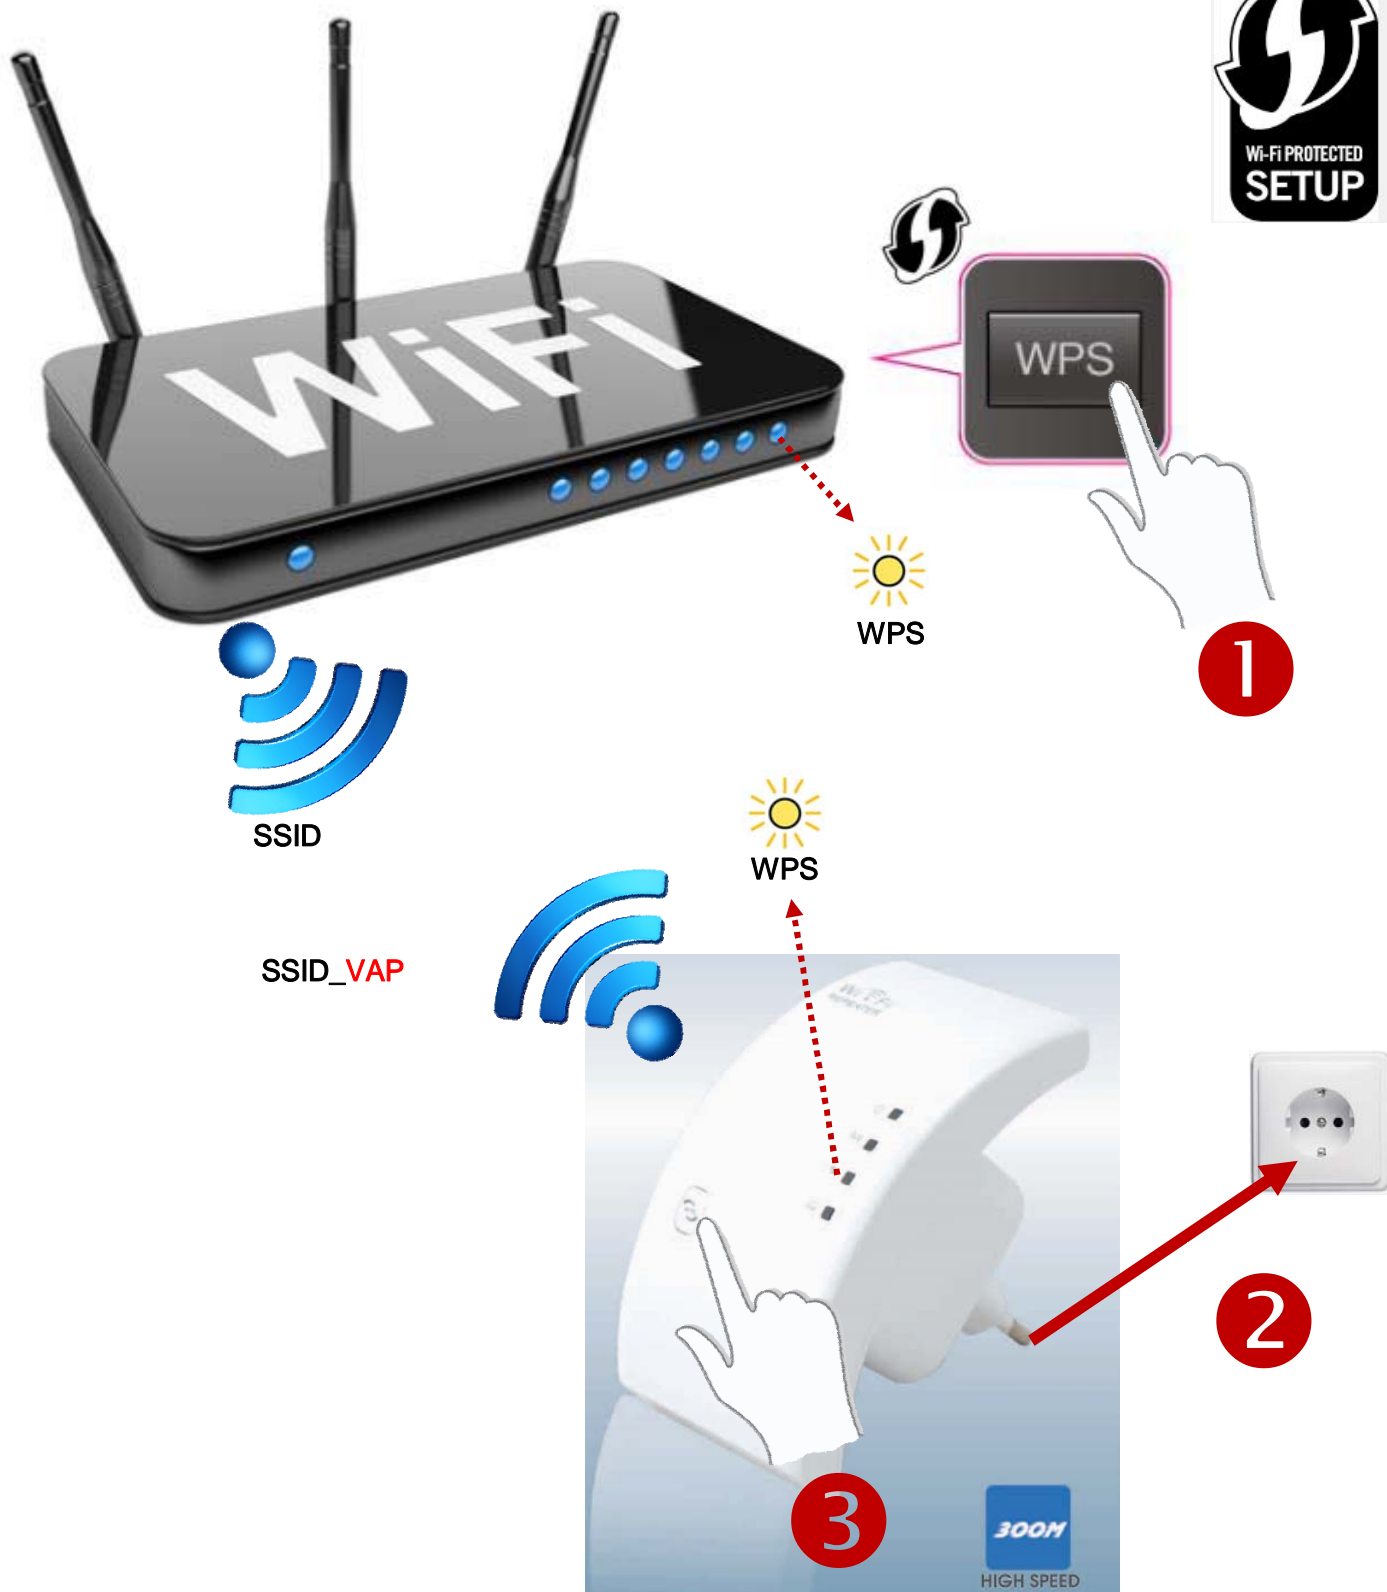 Wi-Fi PROTECTED
SETUP
WPS
WiFi
WPS
1
SSID
WPS
SSID_VAP
2
3
300M
HIGH SPEED